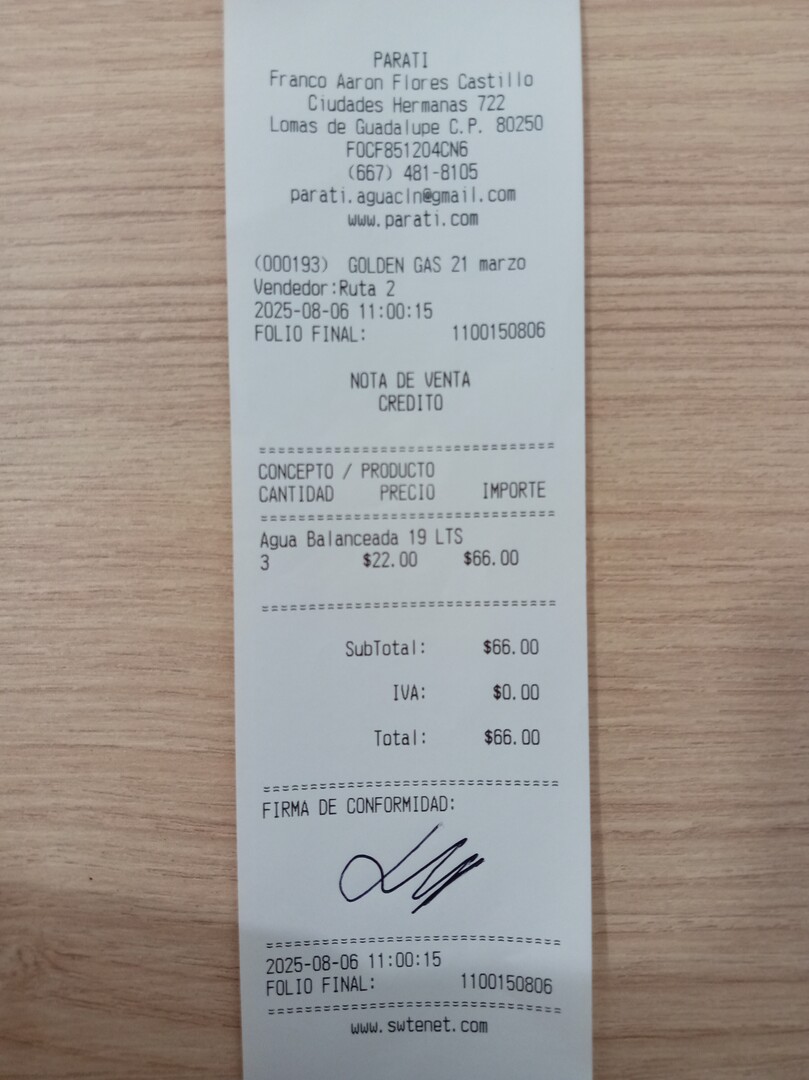 PARATI
Franco Aaron Flores Castillo
Ciudades Hermanas 722
Lomas de Guadalupe C.P. 80250
FOCF851204CN6
(667) 481-8105
parati.aguacln@gmail.com
www.parati.com
(000193) GOLDEN GAS 21 marzo
Vendedor:Ruta 2
2025-08-06 11:00:15
FOLIO FINAL: 1100150806
NOTA DE VENTA
CREDITO
==============================
CONCEPTO / PRODUCTO
CANTIDAD PRECIO IMPORTE
==============================
Agua Balanceada 19 LTS
3 $22.00 $66.00
==============================
SubTotal: $66.00
IVA: $0.00
Total: $66.00
==============================
FIRMA DE CONFORMIDAD:
==============================
2025-08-06 11:00:15
FOLIO FINAL: 1100150806
==============================
www.swtenet.com